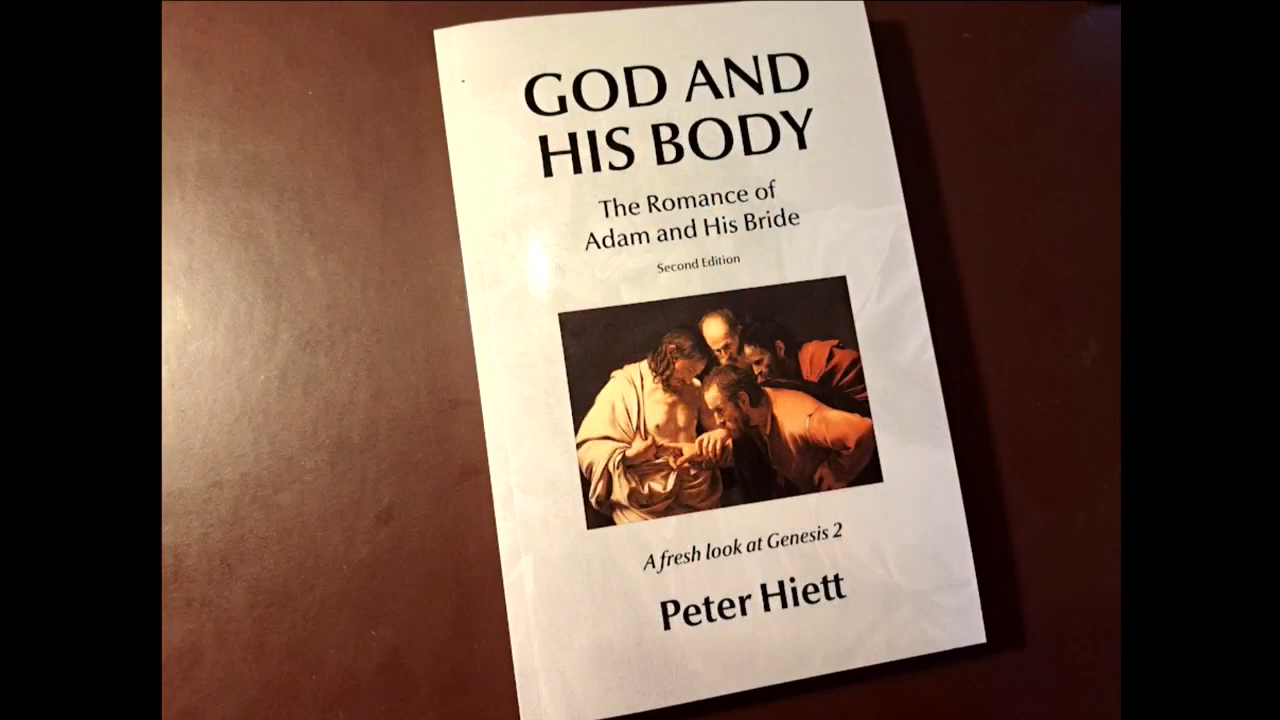 GOD AND
HIS BODY
The Romance of
Adam and His Bride
Second Edition
A fresh look at Genesis 2
Peter Hiett